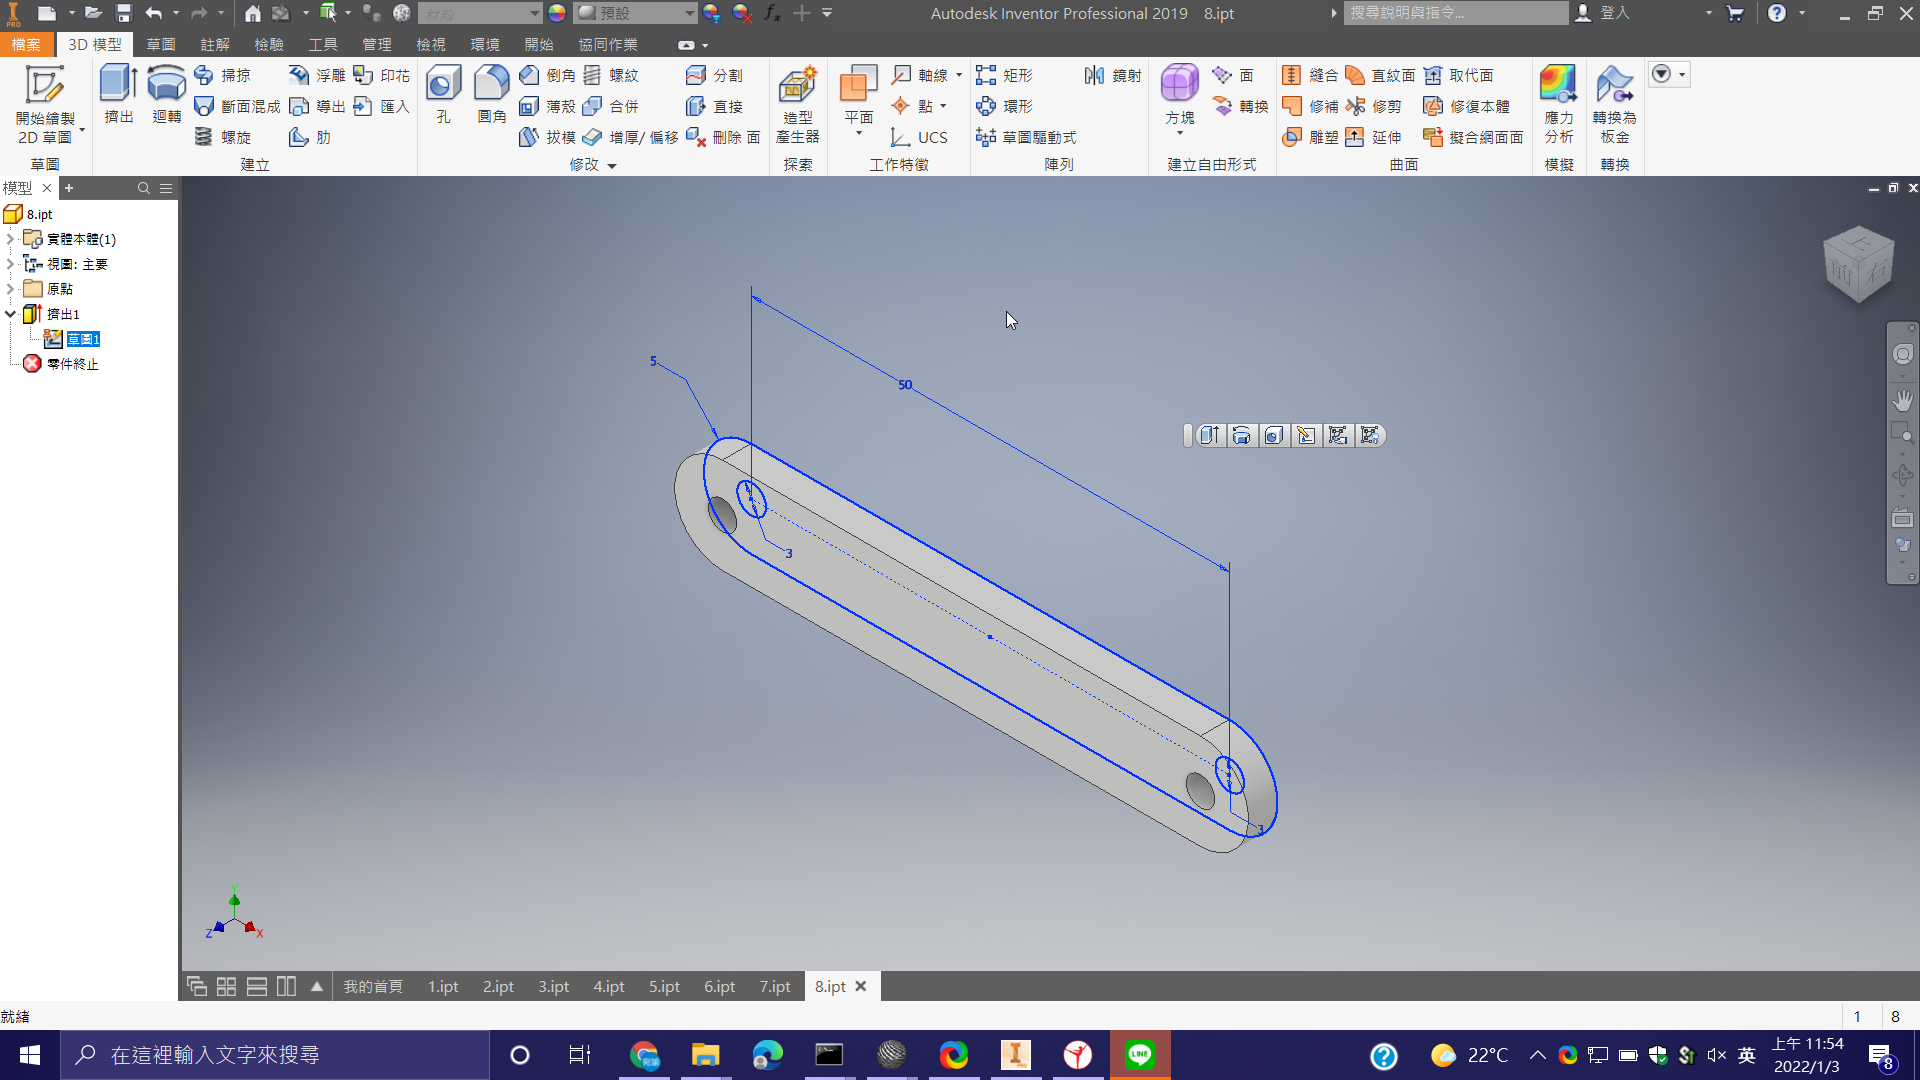 PRO
材料
預設
Autodesk Inventor Professional 2019 8.ipt
搜尋說明與指令...
登入
檔案 3D 模型 草圖 註解 檢驗 工具 管理 檢視 環境 開始 協同作業
開始繪製
2D 草圖
草圖
擠出 迴轉
掃掠 浮雕 印花
斷面混成 導出 匯入
螺旋 肋
建立
孔 圓角
倒角 螺紋 分割
薄殼 合併 直接
拔模 增厚/ 偏移 刪除 面
修改
造型
產生器
探索
平面
軸線
點
UCS
工作特徵
矩形 鏡射
環形
草圖驅動式
陣列
方塊
面
轉換
建立自由形式
縫合 直紋面 取代面
修補 修剪 修復本體
雕塑 延伸 擬合網面面
曲面
應力
分析
模擬
轉換為
板金
轉換
模型
8.ipt
實體本體(1)
視圖: 主要
原點
擠出1
草圖1
零件終止
上
前
右
5
50
3
3
Y
Z
X
我的首頁 1.ipt 2.ipt 3.ipt 4.ipt 5.ipt 6.ipt 7.ipt 8.ipt
就緒
1 8
在這裡輸入文字來搜尋
LINE
22°C
英
上午 11:54
2022/1/3
8